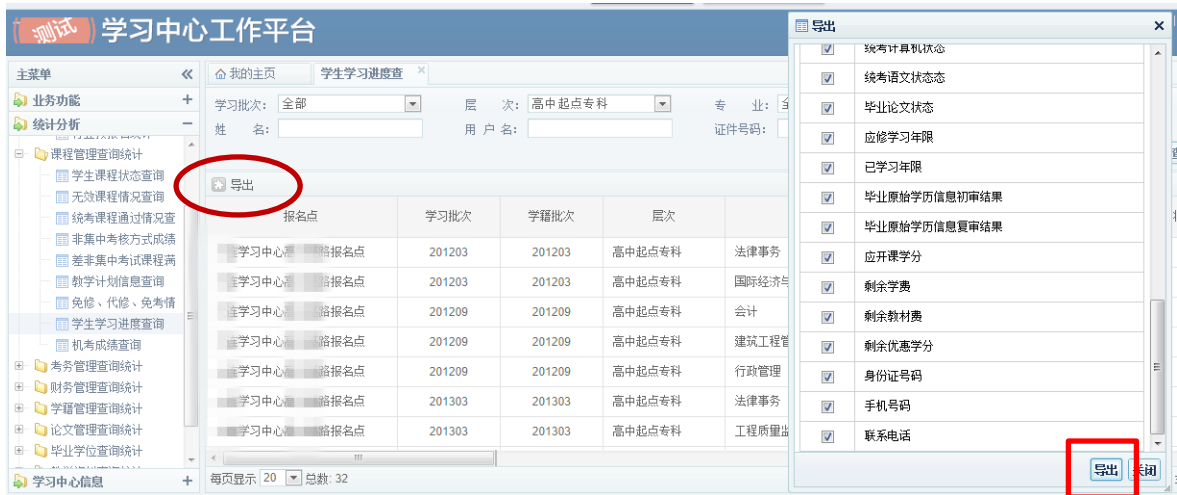 测试 学习中心工作平台
主菜单
业务功能
统计分析
课程管理查询统计
学生课程状态查询
无效课程情况查询
统考课程通过情况查
非集中考核方式成绩
差非集中考试课程满
教学计划信息查询
免修、代修、免考情
学生学习进度查询
机考成绩查询
考务管理查询统计
财务管理查询统计
学籍管理查询统计
论文管理查询统计
毕业学位查询统计
学习中心信息
我的主页 学生学习进度查
学习批次: 全部 层 次: 高中起点专科 专 业:
姓 名: 用 户 名: 证件号码:
导出
报名点 学习批次 学籍批次 层次
学习中心 路报名点 201203 201203 高中起点专科 法律事务
学习中心 路报名点 201203 201203 高中起点专科 国际经济与
学习中心 路报名点 201209 201209 高中起点专科 会计
学习中心 路报名点 201209 201209 高中起点专科 建筑工程管
学习中心 路报名点 201209 201209 高中起点专科 行政管理
学习中心 路报名点 201303 201303 高中起点专科 法律事务
学习中心 路报名点 201303 201303 高中起点专科 工程质量监
每页显示 20 总数: 32
导出
统考计算机状态
统考语文状态态
毕业论文状态
应修学习年限
已学习年限
毕业原始学历信息初审结果
毕业原始学历信息复审结果
应开课学分
剩余学费
剩余教材费
剩余优惠学分
身份证号码
手机号码
联系电话
导出 关闭